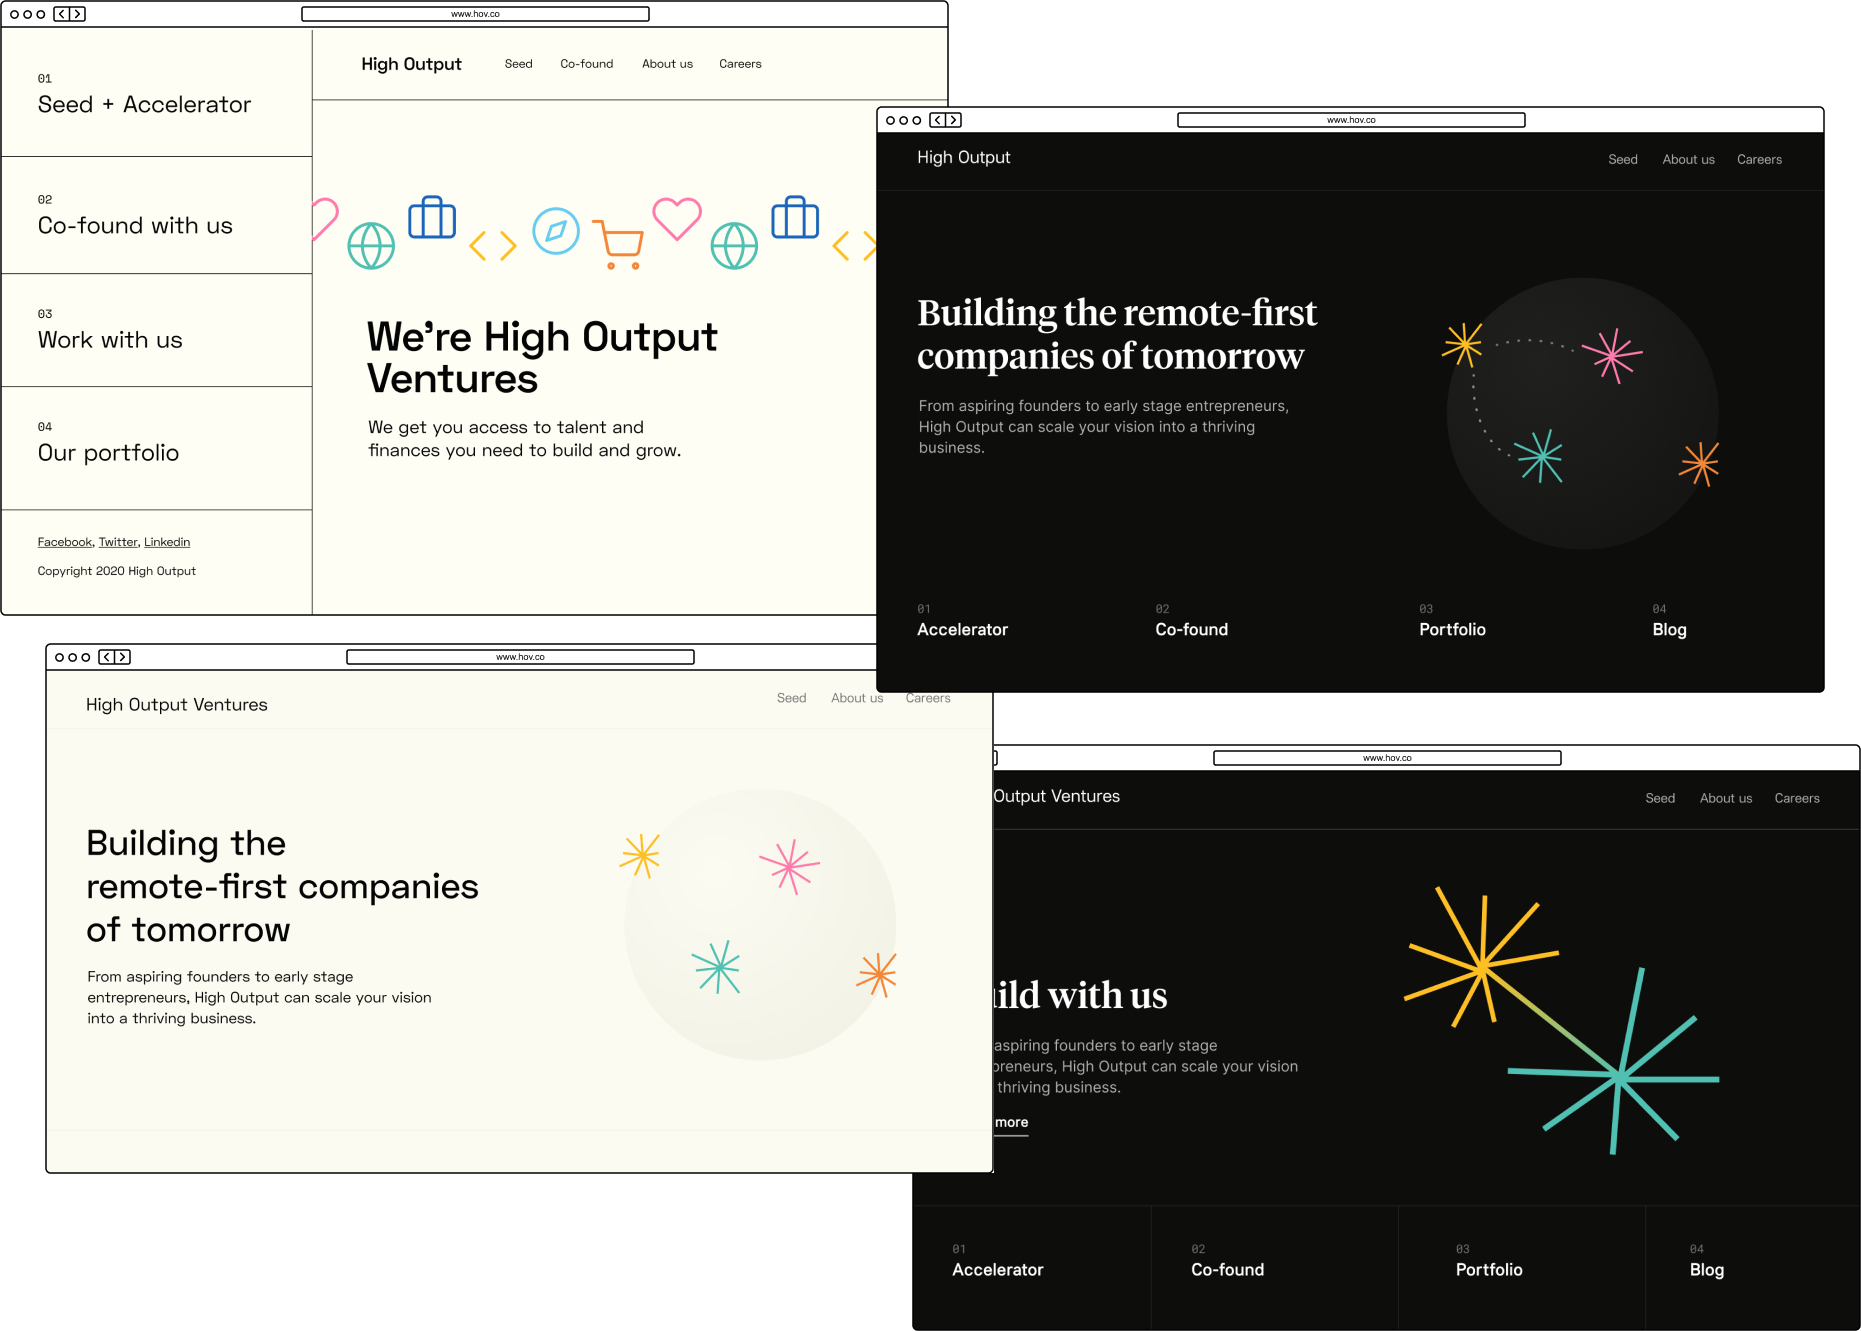 www.hov.co
01
Seed + Accelerator
02
Co-found with us
03
Work with us
04
Our portfolio
Facebook, Twitter, Linkedin
Copyright 2020 High Output
High Output Seed Co-found About us Careers
We’re High Output
Ventures
We get you access to talent and
finances you need to build and grow.
www.hov.co
High Output Seed About us Careers
Building the remote-first
companies of tomorrow
From aspiring founders to early stage entrepreneurs,
High Output can scale your vision into a thriving
business.
01 02 03 04
Accelerator Co-found Portfolio Blog
www.hov.co
High Output Ventures Seed About us Careers
Building the
remote-first companies
of tomorrow
From aspiring founders to early stage
entrepreneurs, High Output can scale your vision
into a thriving business.
www.hov.co
Output Ventures Seed About us Careers
ild with us
aspiring founders to early stage
preneurs, High Output can scale your vision
thriving business.
more
01 02 03 04
Accelerator Co-found Portfolio Blog